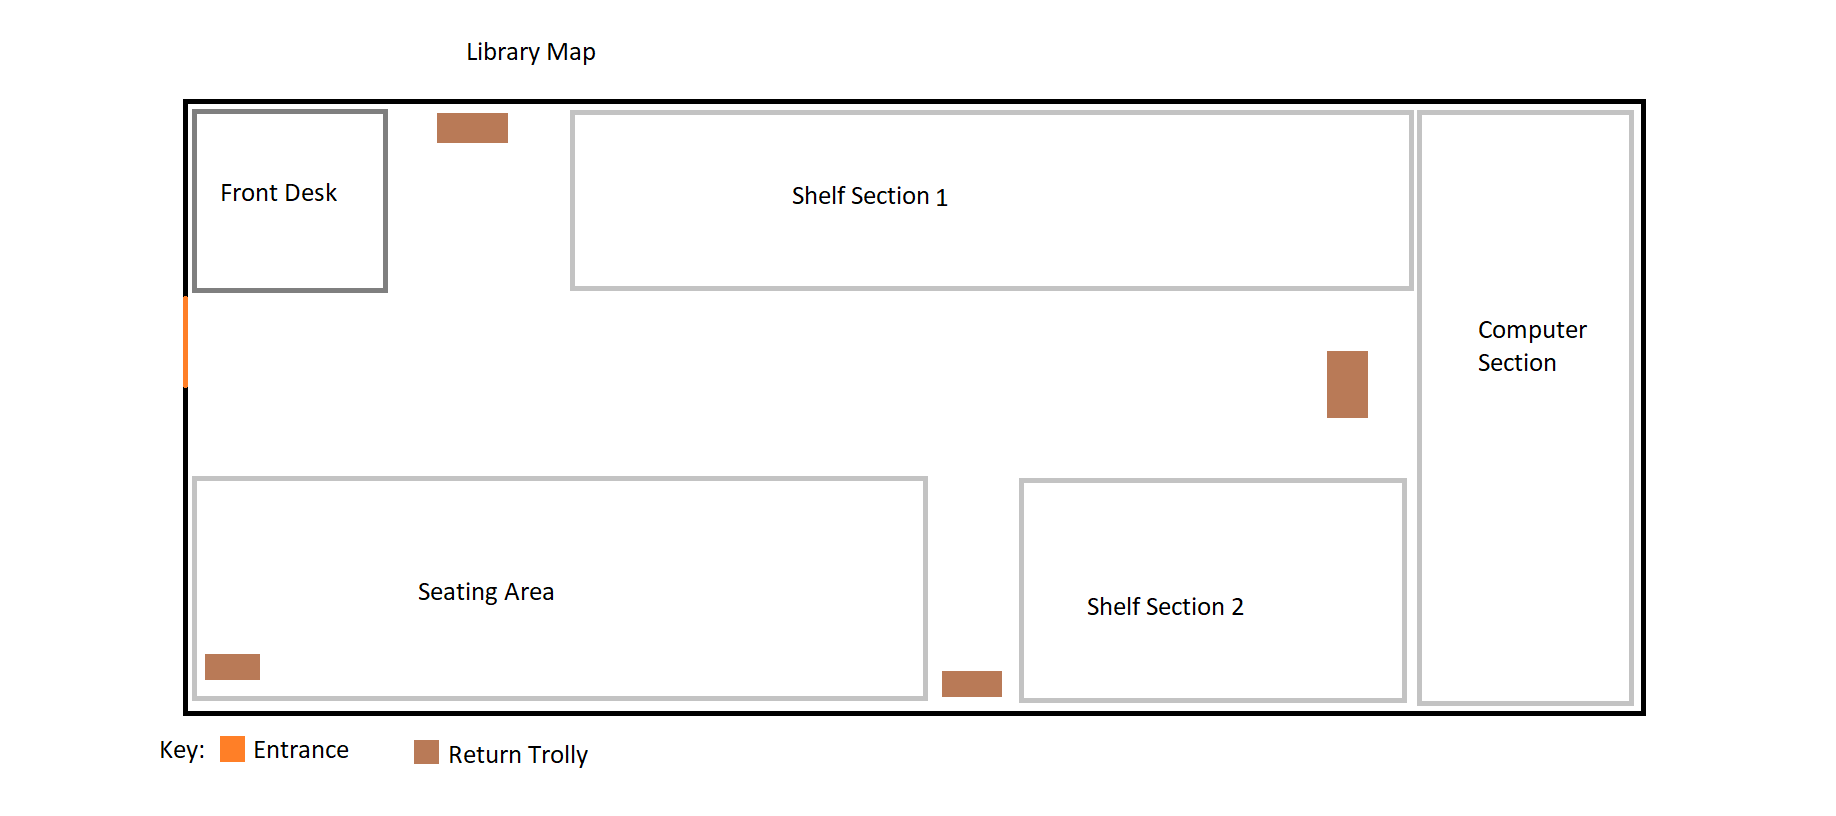 Library Map
Front Desk
Shelf Section 1
Computer
Section
Seating Area
Shelf Section 2
Key: Entrance Return Trolly